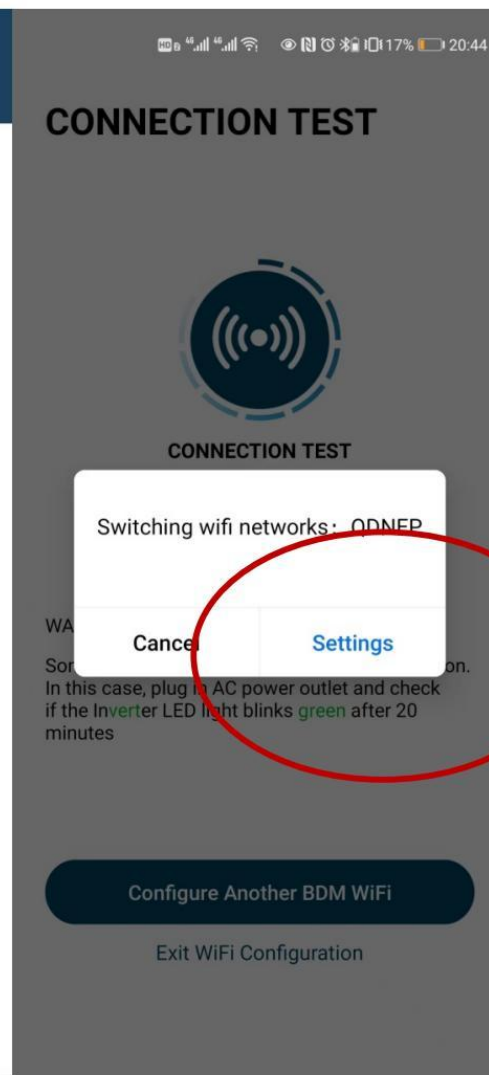 17% 20:44
CONNECTION TEST
CONNECTION TEST
Switching wifi networks: QDNEP
Cancel Settings
WA
on.
In this case, plug in AC power outlet and check
if the Inverter LED light blinks green after 20
minutes
Configure Another BDM WiFi
Exit WiFi Configuration